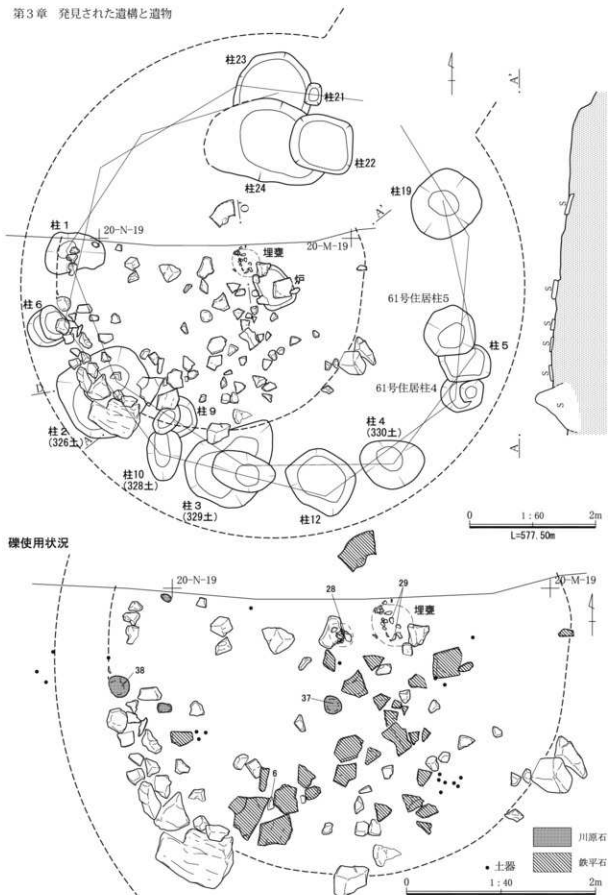 第3章 発見された遺構と遺物
柱23
柱21
柱22
柱24
柱19
A'
柱1
20-N-19
20-M-19
A'
埋甕
炉
柱6
61号住居柱5
柱5
61号住居柱4
柱9
柱2
(326土)
柱10
(328土)
柱3
(329土)
柱12
柱4
(330土)
A
S
S
S
S
S
S
0 1:60 2m
L=577.50m
礫使用状況
20-N-19
20-M-19
28
29
埋甕
38
37
6
川原石
鉄平石
・土器
0 1:40 2m